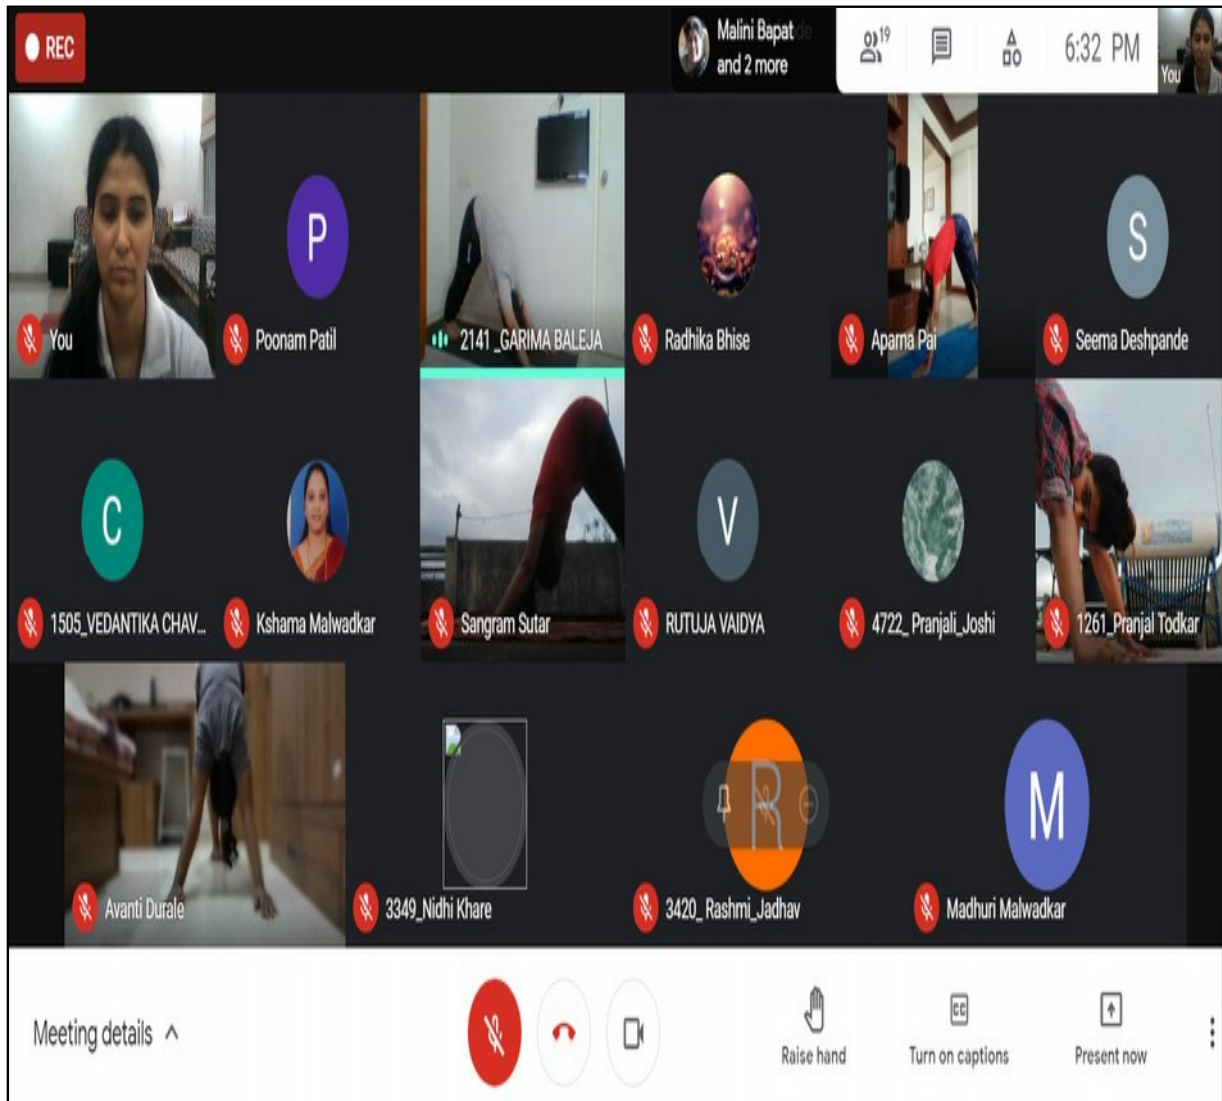 REC
Malini Bapat
and 2 more
19
6:32 PM
You
You
P
Poonam Patil
2141 _GARIMA BALEJA
Radhika Bhise
Aparna Pai
S
Seema Deshpande
C
1505_VEDANTIKA CHAV...
Kshama Malwadkar
Sangram Sutar
V
RUTUJA VAIDYA
4722_ Pranjali_Joshi
1261_Pranjal Todkar
Avanti Durale
3349_Nidhi Khare
R
3420_ Rashmi_Jadhav
M
Madhuri Malwadkar
Meeting details
Raise hand
CC
Turn on captions
Present now